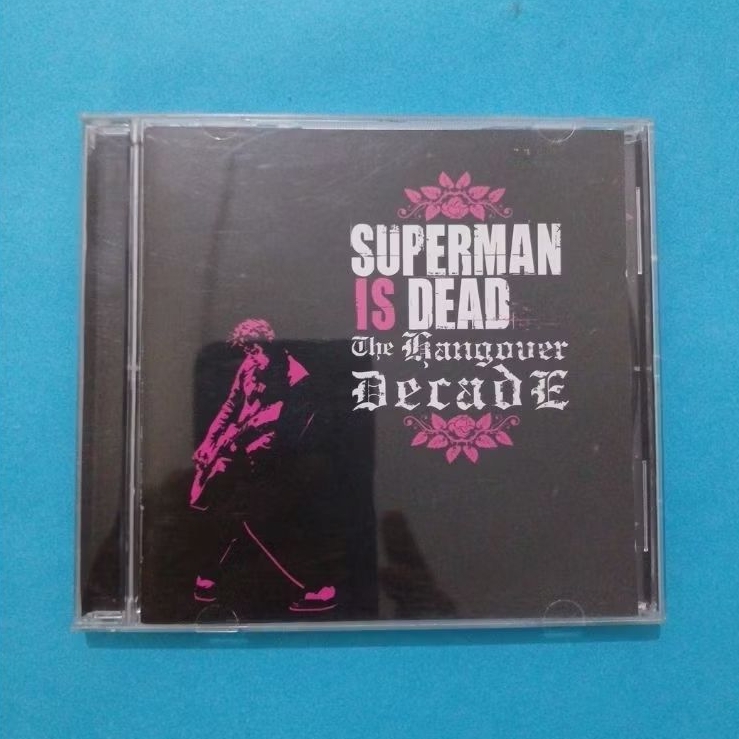 SUPERMAN
IS DEAD
The Hangover
DecadE